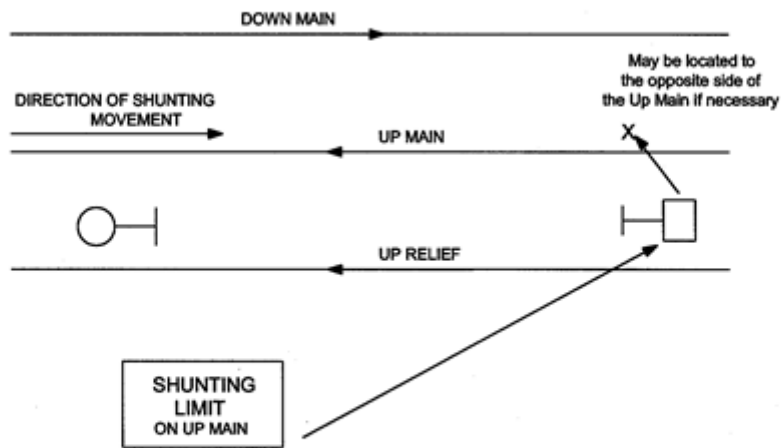 DOWN MAIN
May be located to
the opposite side of
the Up Main if necessary
DIRECTION OF SHUNTING
MOVEMENT
X
UP MAIN
UP RELIEF
SHUNTING
LIMIT
ON UP MAIN